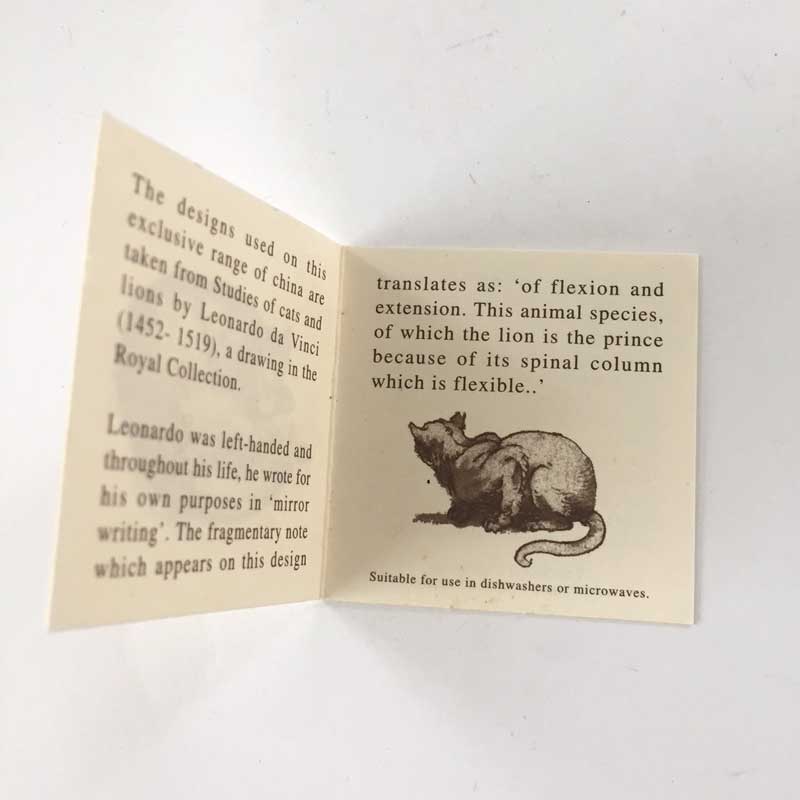 The designs used on this
exclusive range of china are
taken from Studies of cats and
lions by Leonardo da Vinci
(1452- 1519), a drawing in the
Royal Collection.
Leonardo was left-handed and
throughout his life, he wrote for
his own purposes in 'mirror
writing'. The fragmentary note
which appears on this design
translates as: 'of flexion and
extension. This animal species,
of which the lion is the prince
because of its spinal column
which is flexible..'
Suitable for use in dishwashers or microwaves.